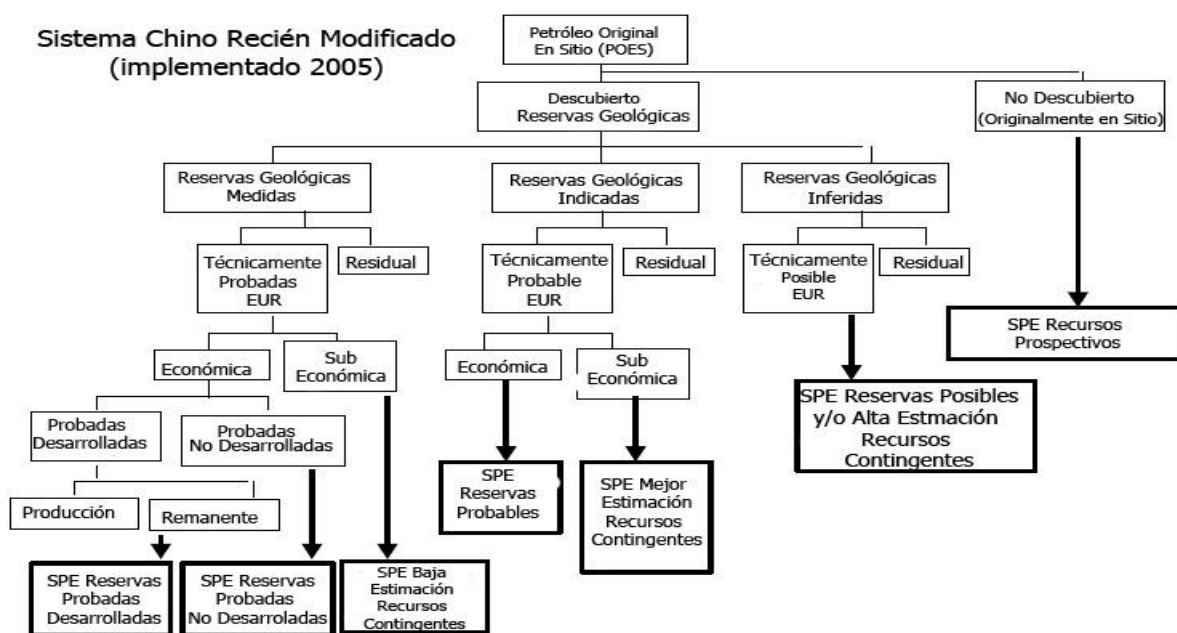 Sistema Chino Recién Modificado
(implementado 2005)
Petróleo Original
En Sitio (POES)
Descubierto
Reservas Geológicas
No Descubierto
(Originalmente en Sitio)
Reservas Geológicas
Medidas
Reservas Geológicas
Indicadas
Reservas Geológicas
Inferidas
Técnicamente
Probadas
EUR
Residual
Técnicamente
Probable
EUR
Residual
Técnicamente
Posible
EUR
Residual
SPE Recursos
Prospectivos
Económica
Sub
Económica
Económica
Sub
Económica
SPE Reservas Posibles
y/o Alta Estmación
Recursos
Contingentes
Probadas
Desarrolladas
Probadas
No Desarrolladas
SPE
Reservas
Probables
SPE Mejor
Estimación
Recursos
Contingentes
Producción
Remanente
SPE Reservas
Probadas
Desarrolladas
SPE Reservas
Probadas
No Desarroladas
SPE Baja
Estimación
Recursos
Contingentes